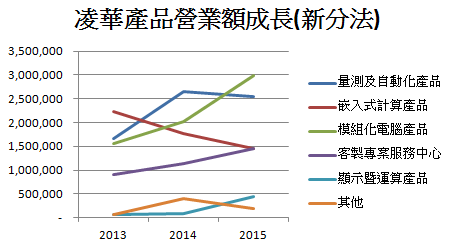 凌華產品營業額成長(新分法)
3,500,000
3,000,000
2,500,000
2,000,000
1,500,000
1,000,000
500,000
-
2013 2014 2015
量測及自動化產品
嵌入式計算產品
模組化電腦產品
客製專案服務中心
顯示暨運算產品
其他